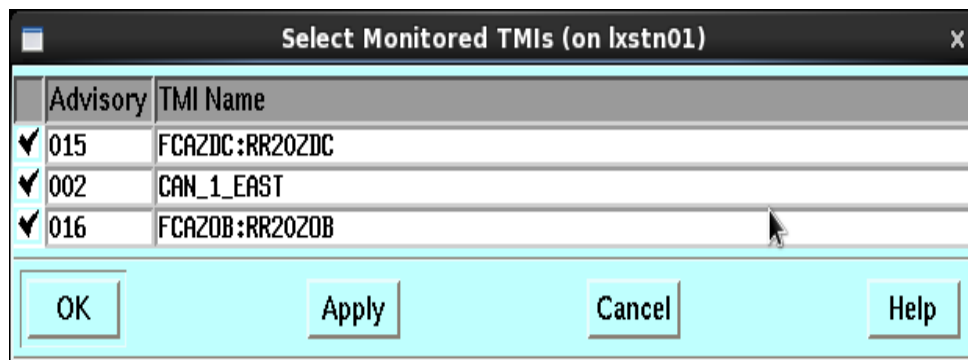 Select Monitored TMIs (on lxstn01)
Advisory TMI Name
015 FCAZDC:RR20ZDC
002 CAN_1_EAST
016 FCAZOB:RR20ZOB
OK Apply Cancel Help